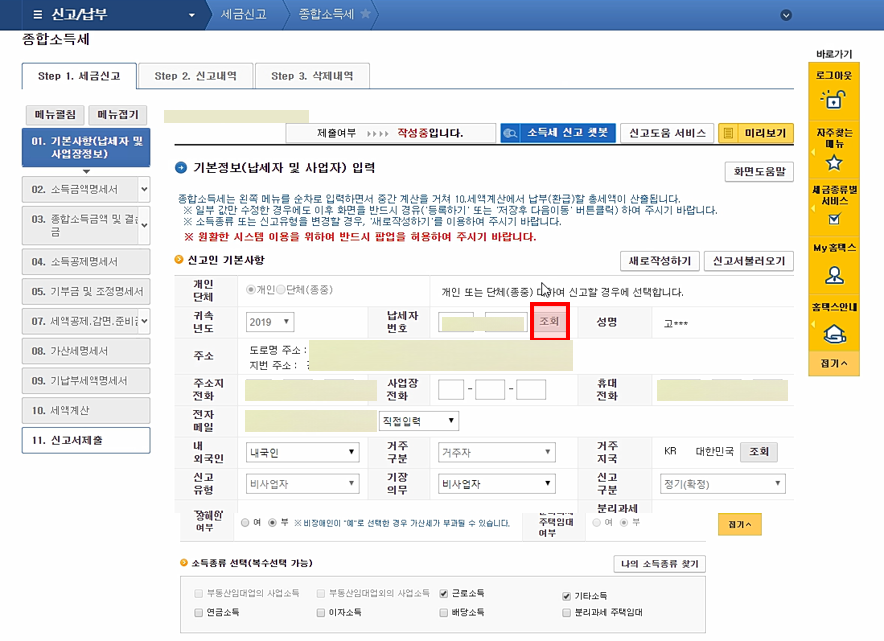 신고/납부 세금신고 종합소득세
종합소득세
바로가기
Step 1. 세금신고 Step 2. 신고내역 Step 3. 삭제내역
로그아웃
자주찾는
메뉴
세금종류별
서비스
My홈택스
홈택스안내
접기
메뉴펼침 메뉴접기
01. 기본사항(납세자 및
사업장정보)
02. 소득금액명세서
03. 종합소득금액 및
금
04. 소득공제명세서
05. 기부금 및 조정명세서
07. 세액공제.감면.준비
08. 가산세명세서
09. 기납부세액명세서
10. 세액계산
11. 신고서제출
제출여부 작성중입니다.
소득세 신고 챗봇
신고도움 서비스
미리보기
기본정보(납세자 및 사업자) 입력
화면도움말
종합소득세는 왼쪽 메뉴를 순차로 입력하면서 중간 계산을 거쳐 10.세액계산에서 납부(환급)할 총세액이 산출됩니다.
※ 일부 값만 수정한 경우에도 이후 화면을 반드시 경유('등록하기' 또는 '저장후 다음이동' 버튼클릭) 하여 주시기 바랍니다.
※ 소득종류 또는 신고유형을 변경할 경우, '새로작성하기'를 이용하여 주시기 바랍니다.
※ 원활한 시스템 이용을 위하여 반드시 팝업을 허용하여 주시기 바랍니다.
신고인 기본사항
새로작성하기 신고서불러오기
개인
단체
개인 단체(종중)
개인 또는 단체(종중) 대하여 신고할 경우에 선택합니다.
귀속
년도
2019
납세자
번호
조회
성명
고***
주소
도로명 주소 :
지번 주소 :
주소지
전화
사업장
전화
- -
휴대
전화
전자
메일
직접입력
내
외국인
내국인
거주
구분
거주자
거주
지국
KR 대한민국 조회
신고
유형
비사업자
기장
의무
비사업자
신고
구분
정기(확정)
장애인
여부
여 부 ※ 비장애인이 "예"로 선택한 경우 가산세가 부과될 수 있습니다.
주택임대
여부
분리과세
여 부
접기
소득종류 선택(복수선택 가능)
나의 소득종류 찾기
부동산임대업의 사업소득 부동산임대업외의 사업소득 근로소득 기타소득
연금소득 이자소득 배당소득 분리과세 주택임대